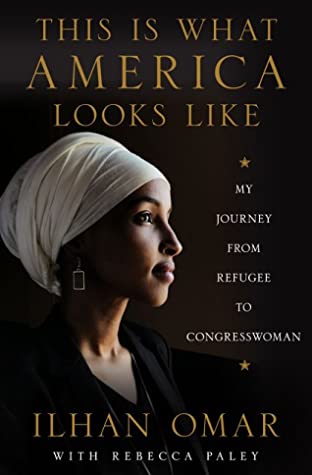 THIS IS WHAT
AMERICA
LOOKS LIKE
MY
JOURNEY
FROM
REFUGEE
TO
CONGRESSWOMAN
ILHAN OMAR
WITH REBECCA PALEY